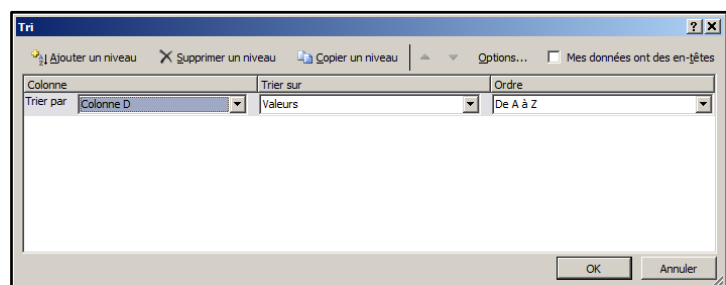 Tri
Ajouter un niveau Supprimer un niveau Copier un niveau Options... Mes données ont des en-têtes
Colonne Trier sur Ordre
Trier par Colonne D Valeurs De A à Z
OK Annuler